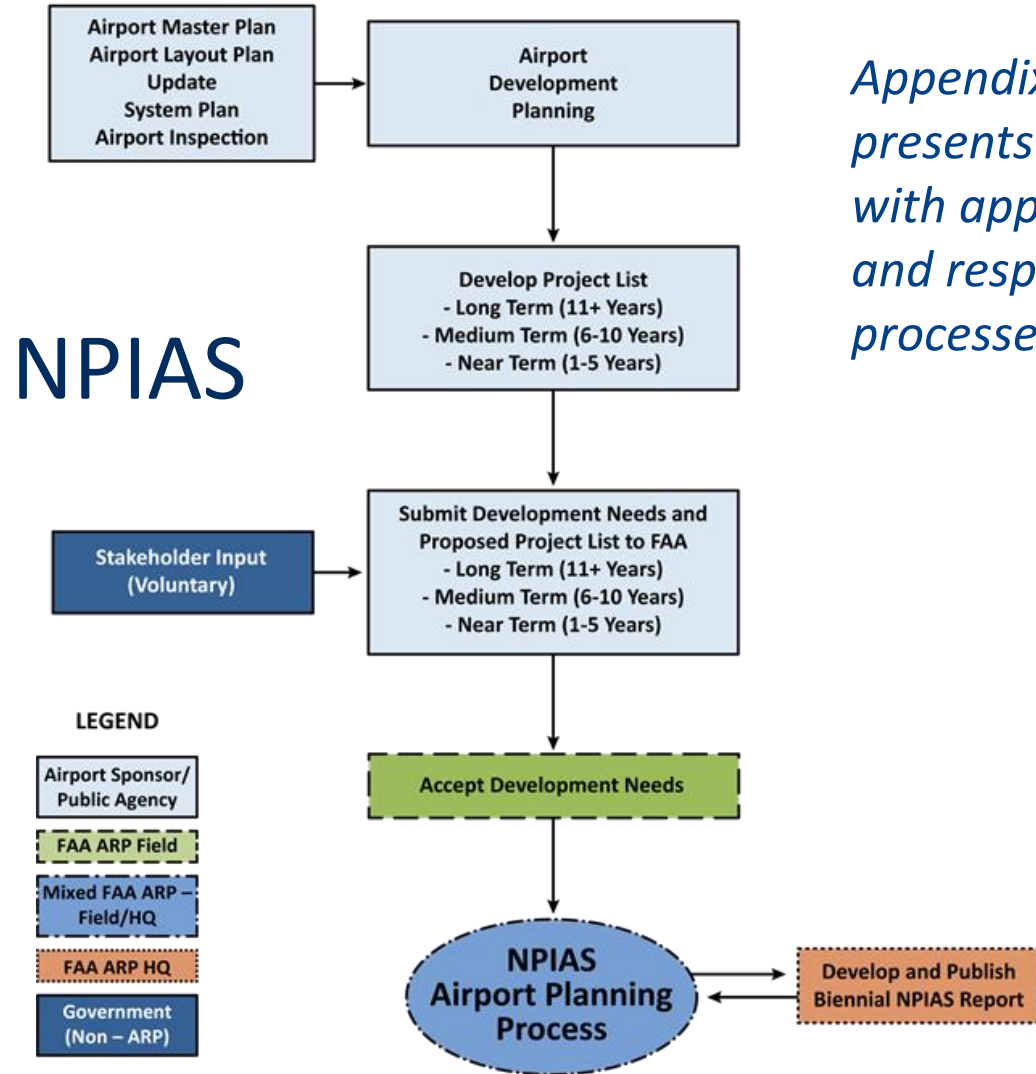 Airport Master Plan
Airport Layout Plan
Update
System Plan
Airport Inspection
Airport
Development
Planning
presents
with
Develop Project List
- Long Term (11+ Years)
- Medium Term (6-10 Years)
- Near Term (1-5 Years)
and
NPIAS
Stakeholder Input
(Voluntary)
Submit Development Needs and
Proposed Project List to FAA
- Long Term (11+ Years)
- Medium Term (6-10 Years)
- Near Term (1-5 Years)
LEGEND
Airport Sponsor/
Public Agency
FAA ARP Field
Mixed FAA ARP –
Field/HQ
FAA ARP HQ
Government
(Non – ARP)
Accept Development Needs
NPIAS
Airport Planning
Process
Develop and Publish
Biennial NPIAS Report